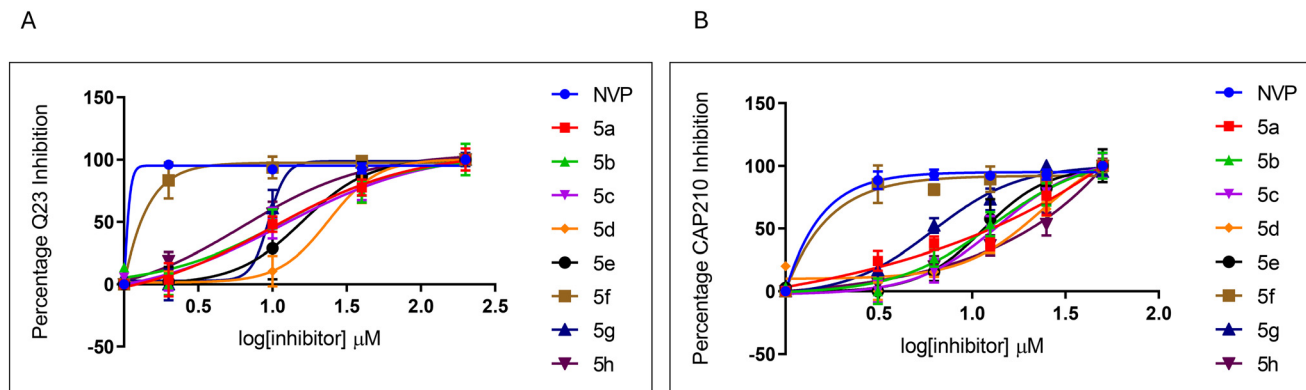 A
B
Percentage Q23 Inhibition
150
100
50
0
-50
0.5
1.0
1.5
2.0
2.5
log[inhibitor] μM
NVP
5a
5b
5c
5d
5e
5f
5g
5h
Percentage CAP210 Inhibition
150
100
50
0
-50
0.5
1.0
1.5
2.0
log[inhibitor] μM
NVP
5a
5b
5c
5d
5e
5f
5g
5h